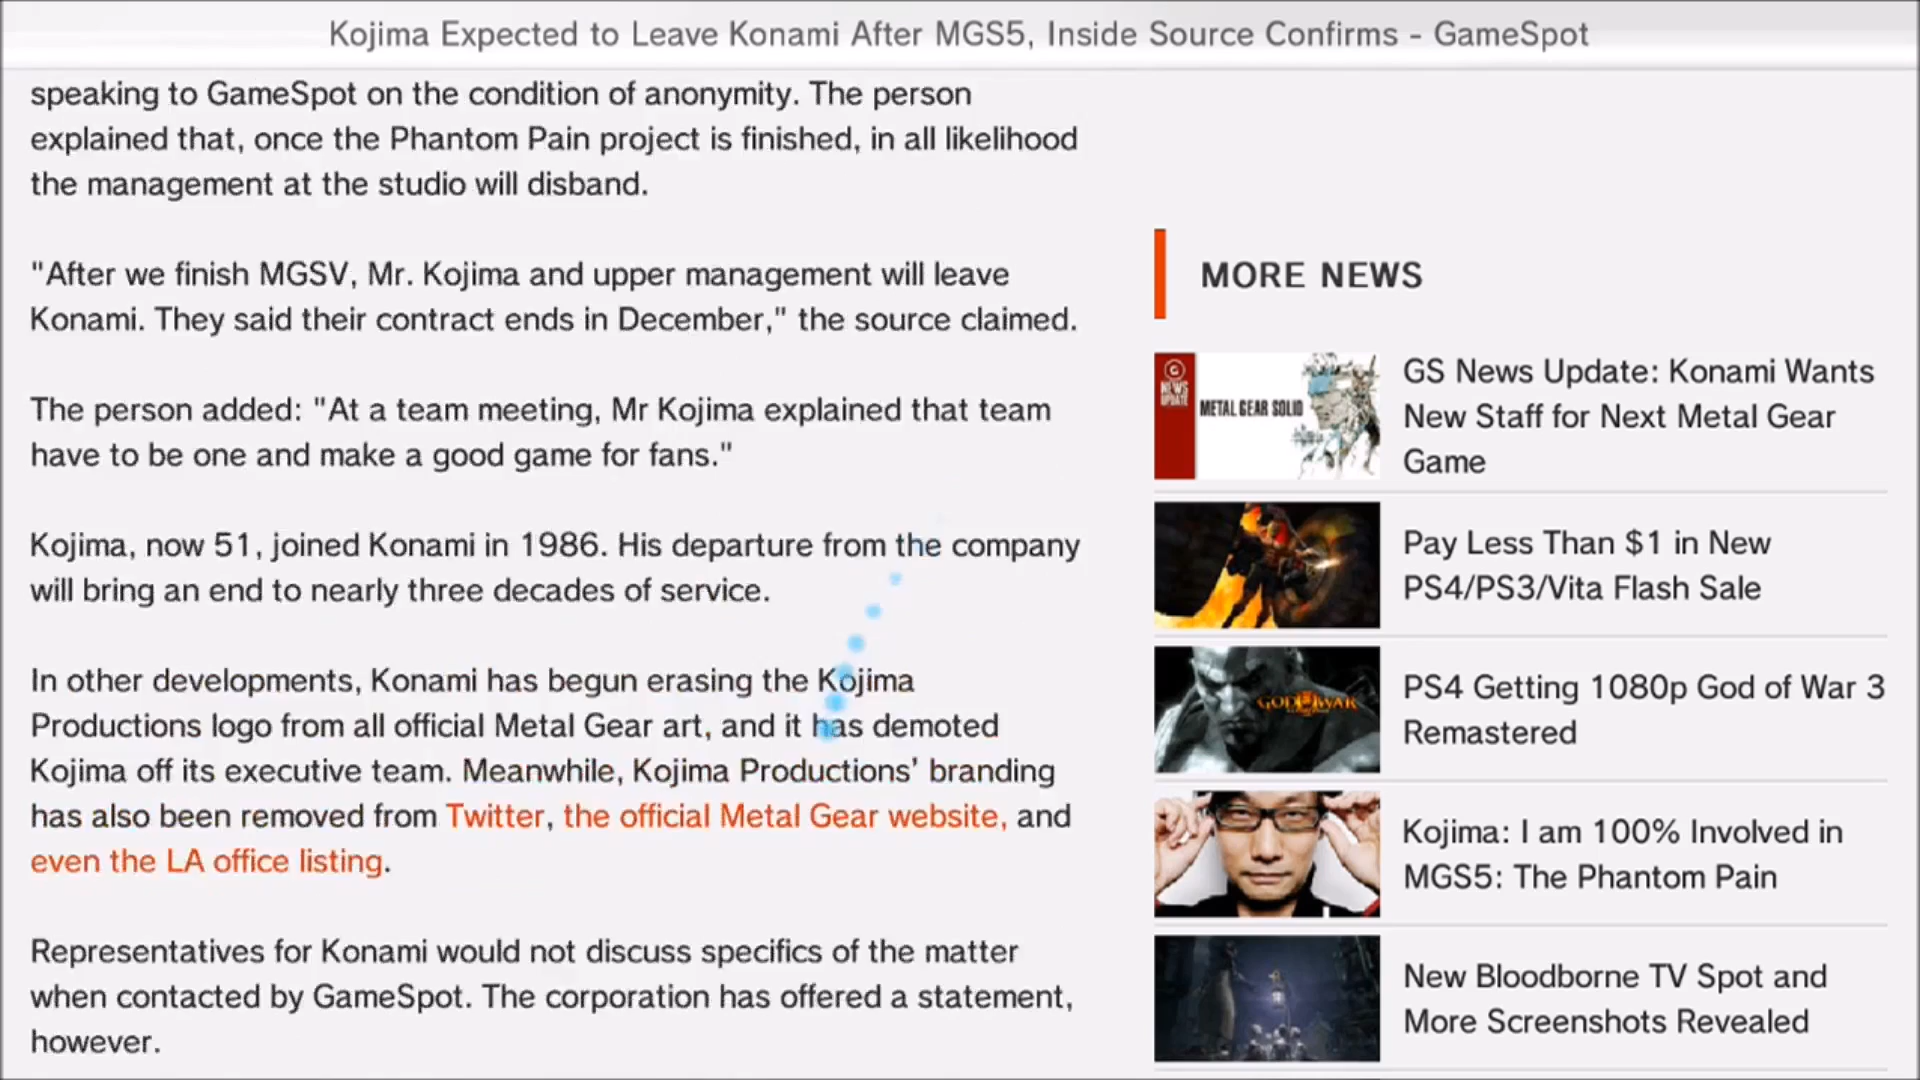 Kojima Expected to Leave Konami After MGS5, Inside Source Confirms - GameSpot
speaking to GameSpot on the condition of anonymity. The person
explained that, once the Phantom Pain project is finished, in all likelihood
the management at the studio will disband.
"After we finish MGSV, Mr. Kojima and upper management will leave
Konami. They said their contract ends in December," the source claimed.
The person added: "At a team meeting, Mr Kojima explained that team
have to be one and make a good game for fans."
Kojima, now 51, joined Konami in 1986. His departure from the company
will bring an end to nearly three decades of service.
In other developments, Konami has begun erasing the Kojima
Productions logo from all official Metal Gear art, and it has demoted
Kojima off its executive team. Meanwhile, Kojima Productions’ branding
has also been removed from Twitter, the official Metal Gear website, and
even the LA office listing.
Representatives for Konami would not discuss specifics of the matter
when contacted by GameSpot. The corporation has offered a statement,
however.
MORE NEWS
G
NEWS
UPDATE
METAL GEAR SOLID
GS News Update: Konami Wants
New Staff for Next Metal Gear
Game
Pay Less Than $1 in New
PS4/PS3/Vita Flash Sale
GOD OF WAR
PS4 Getting 1080p God of War 3
Remastered
Kojima: I am 100% Involved in
MGS5: The Phantom Pain
New Bloodborne TV Spot and
More Screenshots Revealed